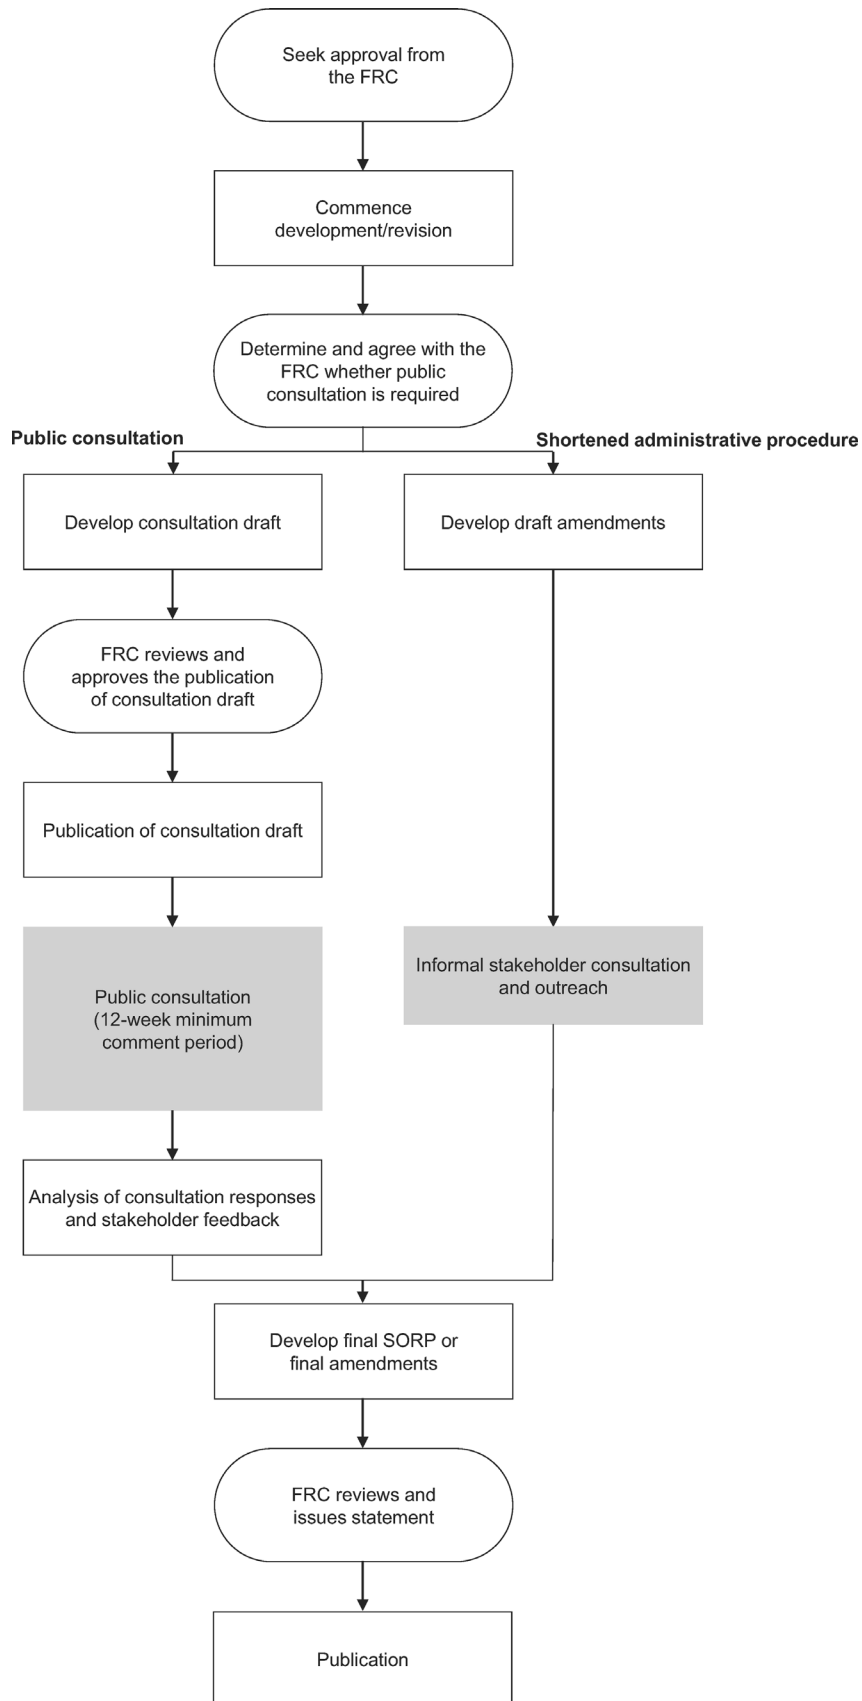 Seek approval from
the FRC
Commence
development/revision
Determine and agree with the
FRC whether public
consultation is required
Public consultation
Shortened administrative procedure
Develop consultation draft
Develop draft amendments
FRC reviews and
approves the publication
of consultation draft
Publication of consultation draft
Public consultation
(12-week minimum
comment period)
Informal stakeholder consultation
and outreach
Analysis of consultation responses
and stakeholder feedback
Develop final SORP or
final amendments
FRC reviews and
issues statement
Publication